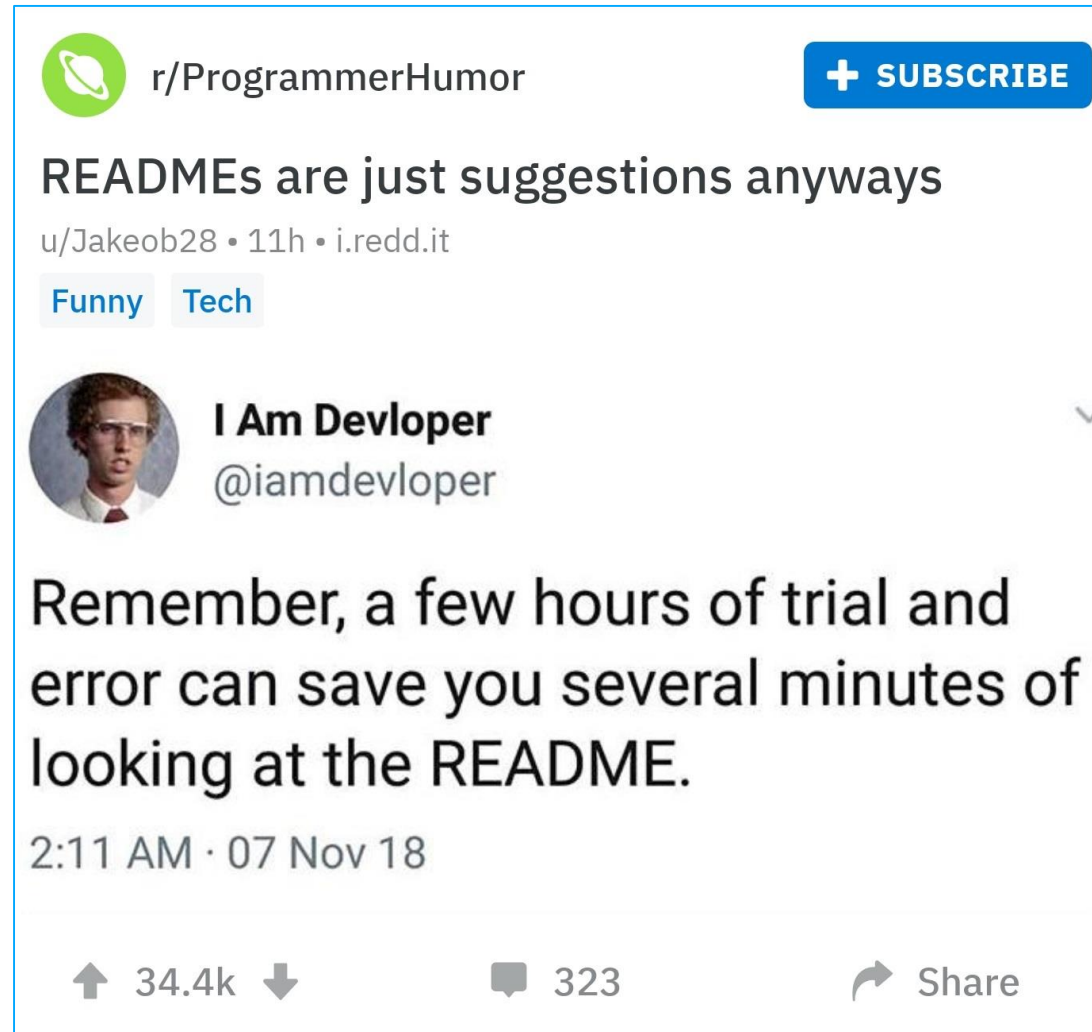 r/ProgrammerHumor
+ SUBSCRIBE
READMEs are just suggestions anyways
u/Jakeob28 • 11h • i.redd.it
Funny Tech
I Am Devloper
@iamdevloper
Remember, a few hours of trial and
error can save you several minutes of
looking at the README.
2:11 AM · 07 Nov 18
34.4k 323 Share